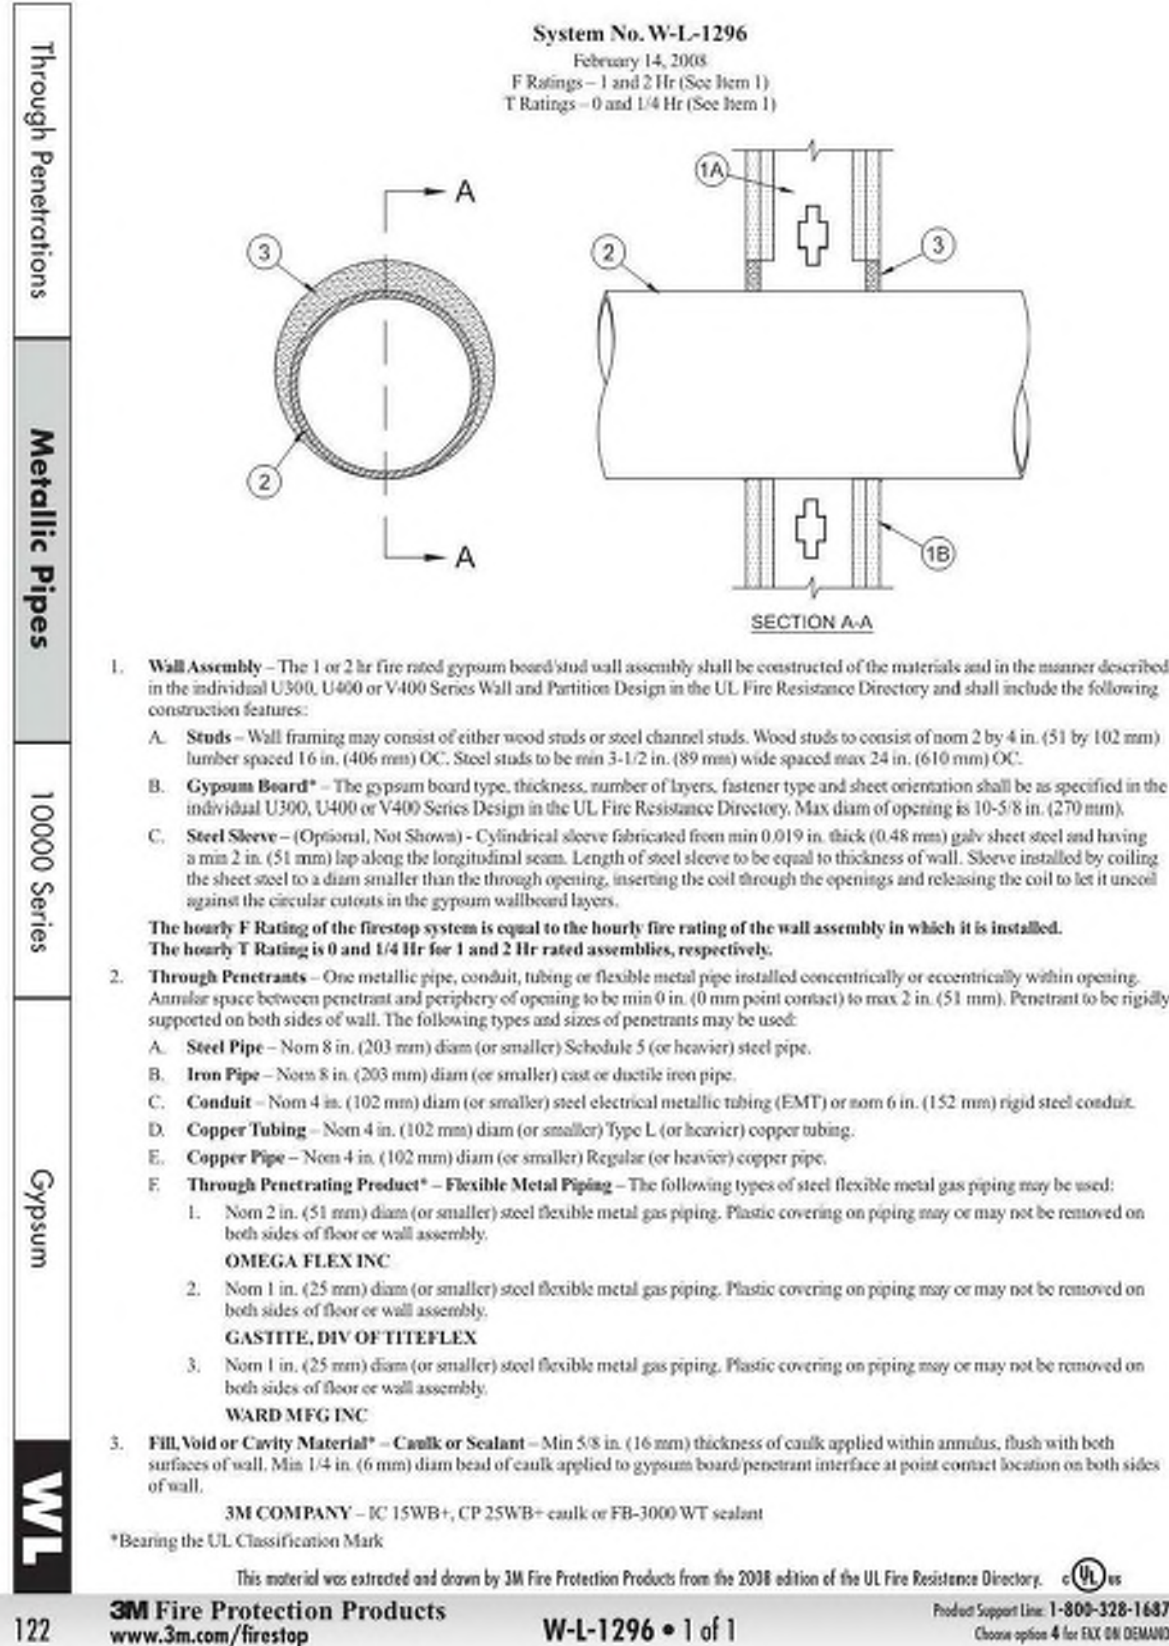 System No. W-L-1296
February 14, 2008
F Ratings – 1 and 2 Hr (See Item 1)
T Ratings – 0 and 1/4 Hr (See Item 1)
Through Penetrations
Metallic Pipes
10000 Series
Gypsum
WL
A
3
2
A
1A
2
3
1B
SECTION A-A
1. Wall Assembly – The 1 or 2 hr fire rated gypsum board/stud wall assembly shall be constructed of the materials and in the manner described
in the individual U300, U400 or V400 Series Wall and Partition Design in the UL Fire Resistance Directory and shall include the following
construction features:
A. Studs – Wall framing may consist of either wood studs or steel channel studs. Wood studs to consist of nom 2 by 4 in. (51 by 102 mm)
lumber spaced 16 in. (406 mm) OC. Steel studs to be min 3-1/2 in. (89 mm) wide spaced max 24 in. (610 mm) OC.
B. Gypsum Board* – The gypsum board type, thickness, number of layers, fastener type and sheet orientation shall be as specified in the
individual U300, U400 or V400 Series Design in the UL Fire Resistance Directory. Max diam of opening is 10-5/8 in. (270 mm).
C. Steel Sleeve – (Optional, Not Shown) - Cylindrical sleeve fabricated from min 0.019 in. thick (0.48 mm) galv sheet steel and having
a min 2 in. (51 mm) lap along the longitudinal seam. Length of steel sleeve to be equal to thickness of wall. Sleeve installed by coiling
the sheet steel to a diam smaller than the through opening, inserting the coil through the openings and releasing the coil to let it uncoil
against the circular cutouts in the gypsum wallboard layers.
The hourly F Rating of the firestop system is equal to the hourly fire rating of the wall assembly in which it is installed.
The hourly T Rating is 0 and 1/4 Hr for 1 and 2 Hr rated assemblies, respectively.
2. Through Penetrants – One metallic pipe, conduit, tubing or flexible metal pipe installed concentrically or eccentrically within opening.
Annular space between penetrant and periphery of opening to be min 0 in. (0 mm point contact) to max 2 in. (51 mm). Penetrant to be rigidly
supported on both sides of wall. The following types and sizes of penetrants may be used:
A. Steel Pipe – Nom 8 in. (203 mm) diam (or smaller) Schedule 5 (or heavier) steel pipe.
B. Iron Pipe – Nom 8 in. (203 mm) diam (or smaller) cast or ductile iron pipe.
C. Conduit – Nom 4 in. (102 mm) diam (or smaller) steel electrical metallic tubing (EMT) or nom 6 in. (152 mm) rigid steel conduit.
D. Copper Tubing – Nom 4 in. (102 mm) diam (or smaller) Type L (or heavier) copper tubing.
E. Copper Pipe – Nom 4 in. (102 mm) diam (or smaller) Regular (or heavier) copper pipe.
F. Through Penetrating Product* – Flexible Metal Piping – The following types of steel flexible metal gas piping may be used:
1. Nom 2 in. (51 mm) diam (or smaller) steel flexible metal gas piping. Plastic covering on piping may or may not be removed on
both sides of floor or wall assembly.
OMEGA FLEX INC
2. Nom 1 in. (25 mm) diam (or smaller) steel flexible metal gas piping. Plastic covering on piping may or may not be removed on
both sides of floor or wall assembly.
GASTITE, DIV OF TITEFLEX
3. Nom 1 in. (25 mm) diam (or smaller) steel flexible metal gas piping. Plastic covering on piping may or may not be removed on
both sides of floor or wall assembly.
WARD MFG INC
3. Fill, Void or Cavity Material* – Caulk or Sealant – Min 5/8 in. (16 mm) thickness of caulk applied within annulus, flush with both
surfaces of wall. Min 1/4 in. (6 mm) diam bead of caulk applied to gypsum board/penetrant interface at point contact location on both sides
of wall.
3M COMPANY – IC 15WB+, CP 25WB+ caulk or FB-3000 WT sealant
*Bearing the UL Classification Mark
This material was extracted and drawn by 3M Fire Protection Products from the 2008 edition of the UL Fire Resistance Directory. c UL us
122
3M Fire Protection Products
www.3m.com/firestop
W-L-1296 • 1 of 1
Product Support Line: 1-800-328-1687
Choose option 4 for FAX ON DEMAND